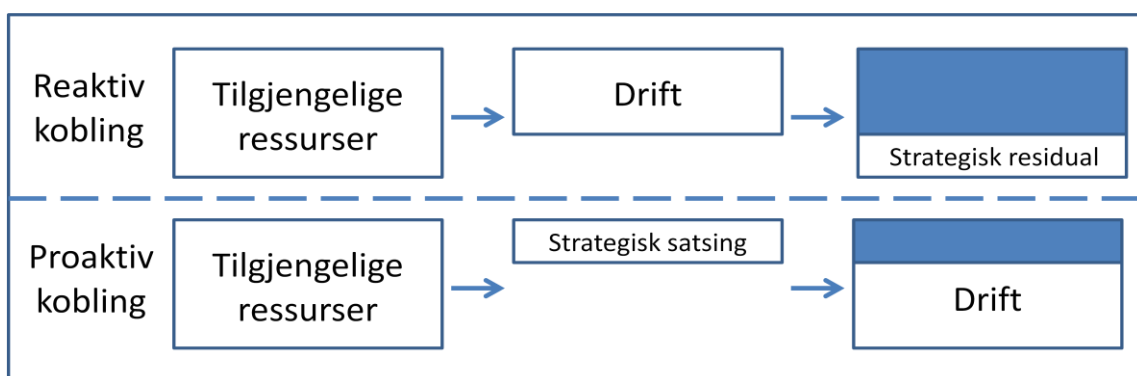 Reaktiv
kobling
Tilgjengelige
ressurser
Drift
Strategisk residual
Proaktiv
kobling
Tilgjengelige
ressurser
Strategisk satsing
Drift